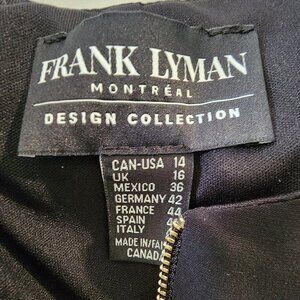 FRANK LYMAN
MONTRÉAL
DESIGN COLLECTION
CAN-USA 14
UK 16
MEXICO 36
GERMANY 42
FRANCE 44
SPAIN
ITALY
MADE IN/
CANADA